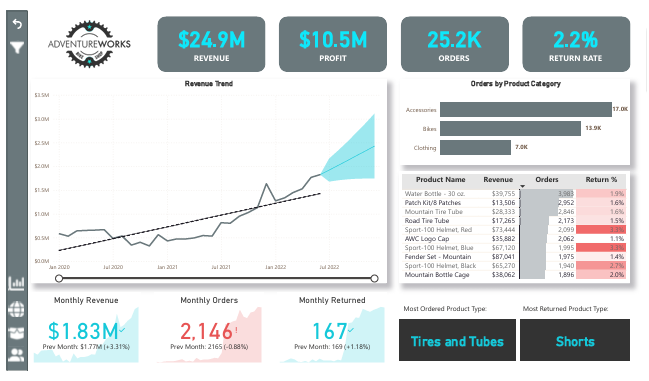 ADVENTUREWORKS
BIKE SHOP
$24.9M
REVENUE
$10.5M
PROFIT
25.2K
ORDERS
2.2%
RETURN RATE
Revenue Trend
$3.5M
$3.0M
$2.5M
$2.0M
$1.5M
$1.0M
$0.5M
$0.0M
Jan 2020
Jul 2020
Jan 2021
Jul 2021
Jan 2022
Jul 2022
Orders by Product Category
Accessories 17.0K
Bikes 13.9K
Clothing 7.0K
Product Name Revenue Orders Return %
Water Bottle - 30 oz. $39,755 3,983 1.9%
Patch Kit/8 Patches $13,506 2,952 1.6%
Mountain Tire Tube $28,333 2,846 1.6%
Road Tire Tube $17,265 2,173 1.5%
Sport-100 Helmet, Red $73,444 2,099 3.3%
AWC Logo Cap $35,882 2,062 1.1%
Sport-100 Helmet, Blue $67,120 1,995 3.3%
Fender Set - Mountain $87,041 1,975 1.4%
Sport-100 Helmet, Black $65,270 1,940 2.7%
Mountain Bottle Cage $38,062 1,896 2.0%
Monthly Revenue
$1.83M
Prev Month: $1.77M (+3.31%)
Monthly Orders
2,146!
Prev Month: 2165 (-0.88%)
Monthly Returned
167
Prev Month: 169 (+1.18%)
Most Ordered Product Type:
Tires and Tubes
Most Returned Product Type:
Shorts